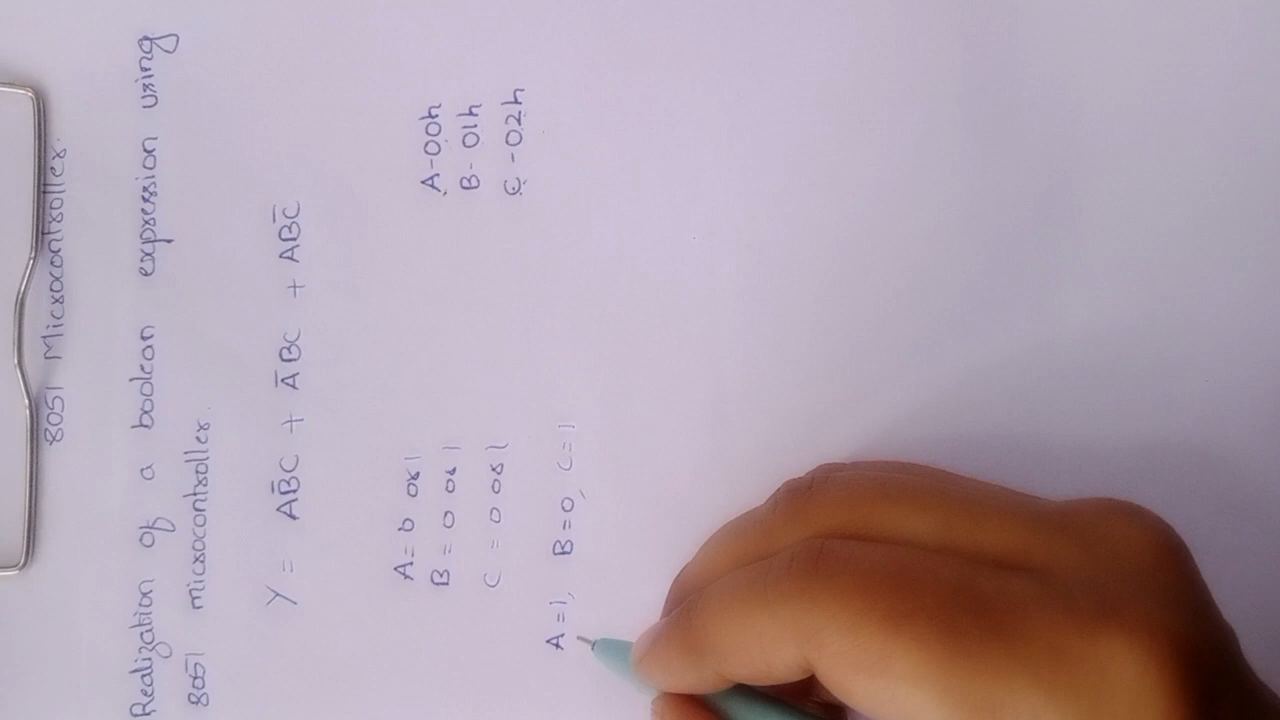 8051 Microcontroller.
Realization of a boolean expression using
8051 microcontroller.
Y = AB̄C + ĀBC + ABC̄
A = 0 or 1
B = 0 or 1
C = 0 or 1
A - 00h
B - 01h
C - 02h
A = 1, B = 0, C = 1